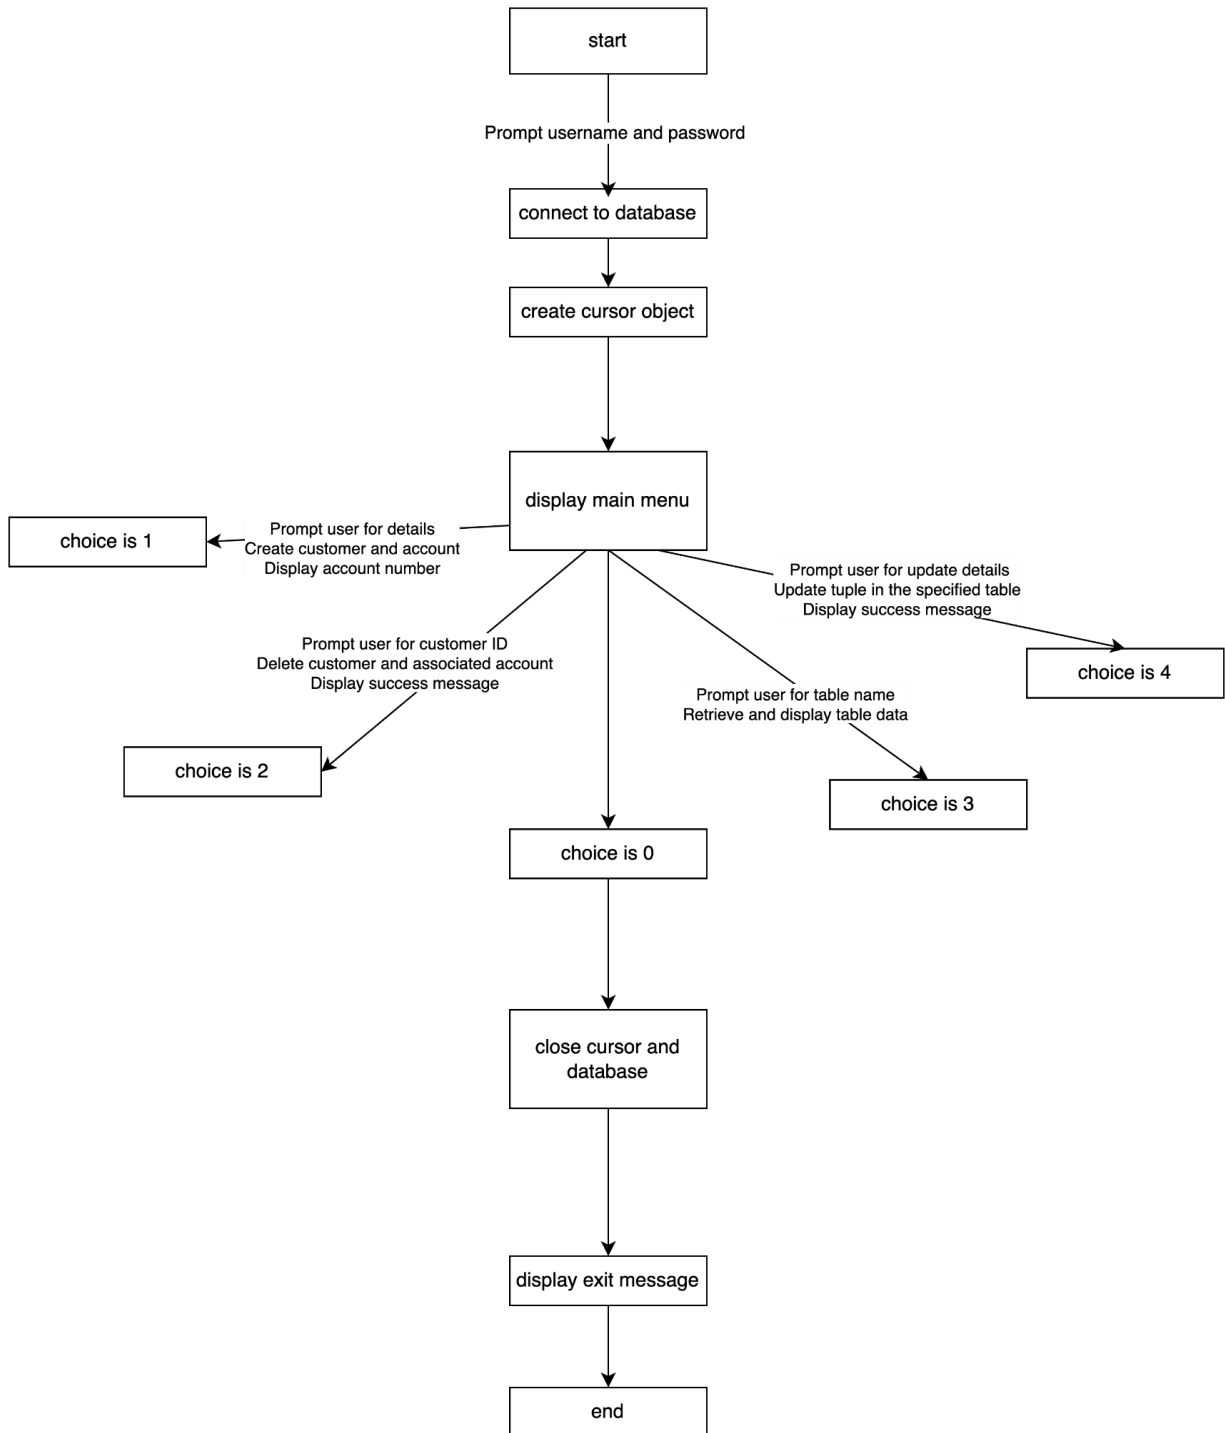 start
Prompt username and password
connect to database
create cursor object
display main menu
choice is 1
Prompt user for details
Create customer and account
Display account number
Prompt user for update details
Update tuple in the specified table
Display success message
Prompt user for customer ID
Delete customer and associated account
Display success message
choice is 4
Prompt user for table name
Retrieve and display table data
choice is 2
choice is 3
choice is 0
close cursor and
database
display exit message
end